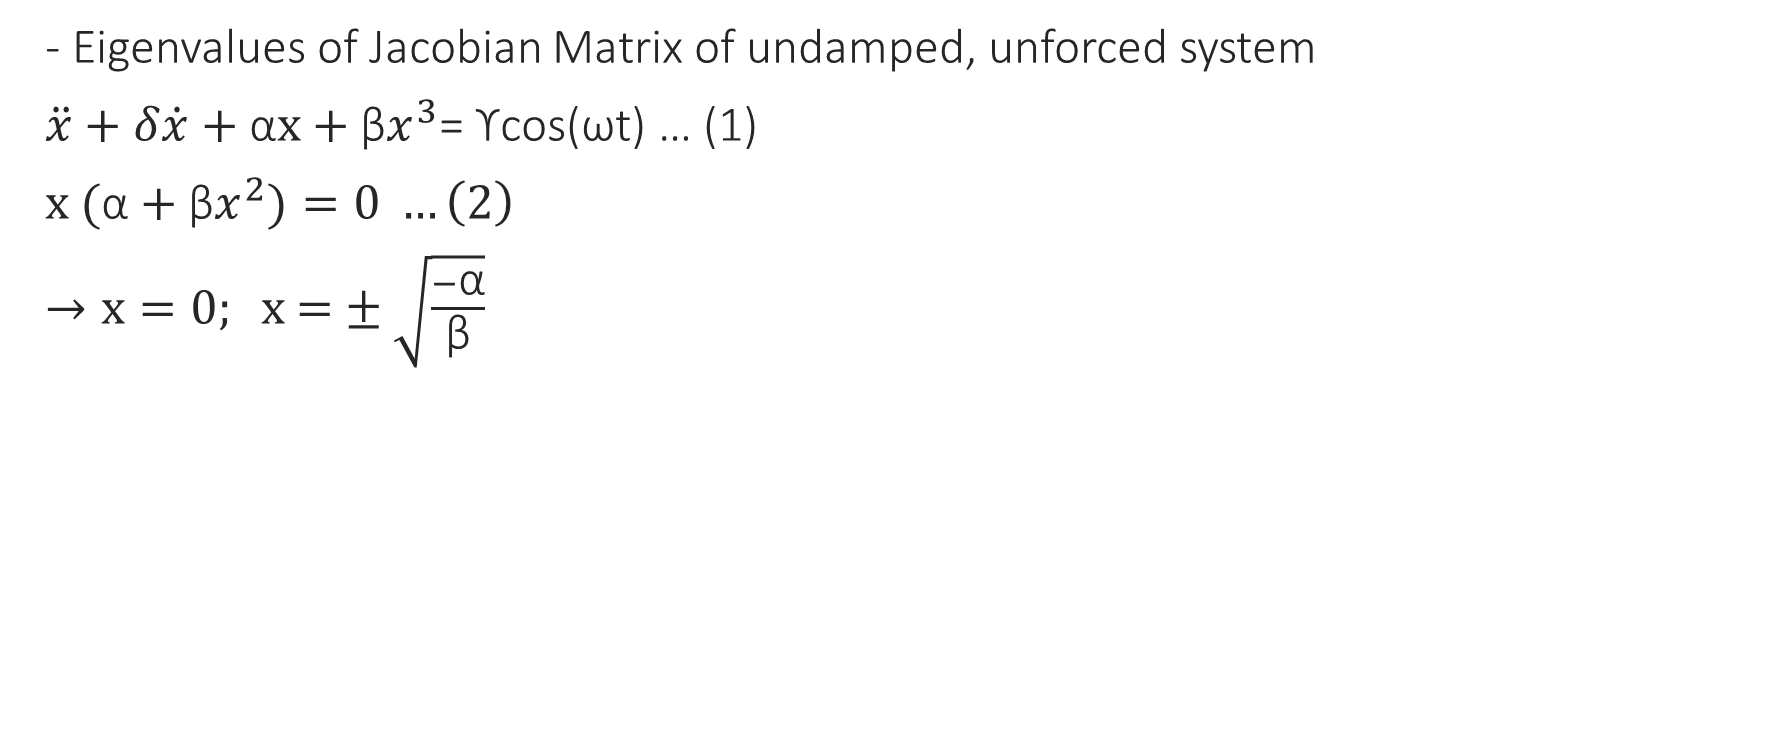 - Eigenvalues of Jacobian Matrix of undamped, unforced system
ẍ + δẋ + αx + βx³= ϒcos(ωt) ... (1)
x (α + βx²) = 0 ... (2)
→ x = 0; x = ± √(−α/β)